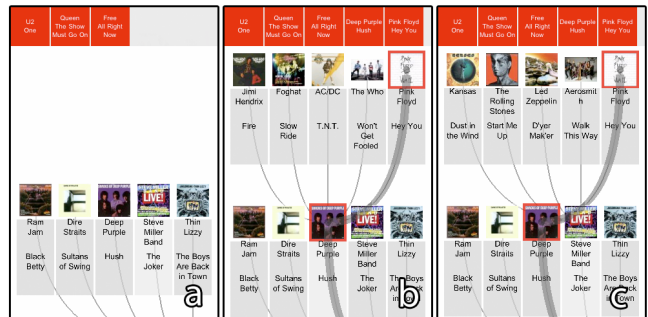 U2
One
Queen
The Show
Must Go On
Free
All Right
Now
Ram
Jam
Black
Betty
Dire
Straits
Sultans
of Swing
Deep
Purple
Hush
Steve
Miller
Band
LIVE!
The
Joker
Thin
Lizzy
The Boys
Are Back
in Town
a
U2
One
Queen
The Show
Must Go On
Free
All Right
Now
Deep Purple
Hush
Pink Floyd
Hey You
Jimi
Hendrix
Fire
Foghat
Slow
Ride
AC/DC
T.N.T.
The Who
Won't
Get
Fooled
Pink
Floyd
Hey You
Ram
Jam
Black
Betty
Dire
Straits
Sultans
of Swing
Deep
Purple
Hush
Steve
Miller
Band
LIVE!
The
Joker
Thin
Lizzy
The Boys
Are Back
in Town
b
U2
One
Queen
The Show
Must Go On
Free
All Right
Now
Deep Purple
Hush
Pink Floyd
Hey You
Kansas
Dust in
the Wind
The
Rolling
Stones
Start Me
Up
Led
Zeppelin
D'yer
Mak'er
Aerosmit
h
Walk
This Way
Pink
Floyd
Hey You
Ram
Jam
Black
Betty
Dire
Straits
Sultans
of Swing
Deep
Purple
Hush
Steve
Miller
Band
LIVE!
The
Joker
Thin
Lizzy
The Boys
Are Back
in Town
c